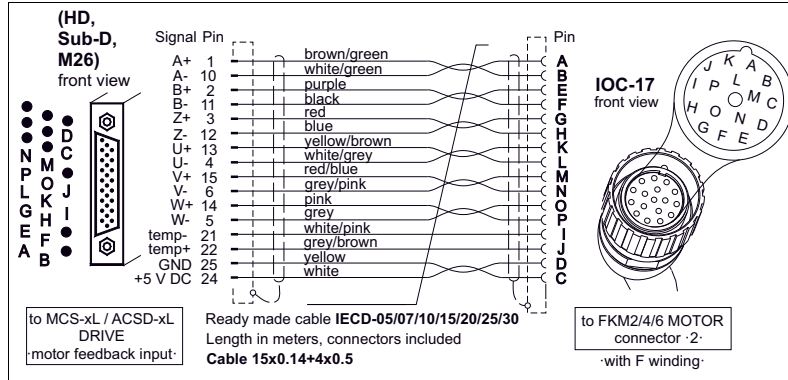 (HD,
Sub-D,
M26)
front view
Signal Pin
Pin
A+ 1 brown/green A
A- 10 white/green B
B+ 2 purple E
B- 11 black F
Z+ 3 red G
Z- 12 blue H
U+ 13 yellow/brown K
U- 4 white/grey L
V+ 15 red/blue M
V- 6 grey/pink N
W+ 14 pink O
W- 5 grey P
temp- 21 white/pink I
temp+ 22 grey/brown J
GND 25 yellow D
+5 V DC 24 white C
N P L G E A
M O K H F B
D C J I
IOC-17
front view
J K A
I P L B
M C
H O N D
G F E
to MCS-xL / ACSD-xL
DRIVE
·motor feedback input·
Ready made cable IECD-05/07/10/15/20/25/30
Length in meters, connectors included
Cable 15x0.14+4x0.5
to FKM2/4/6 MOTOR
connector ·2·
·with F winding·